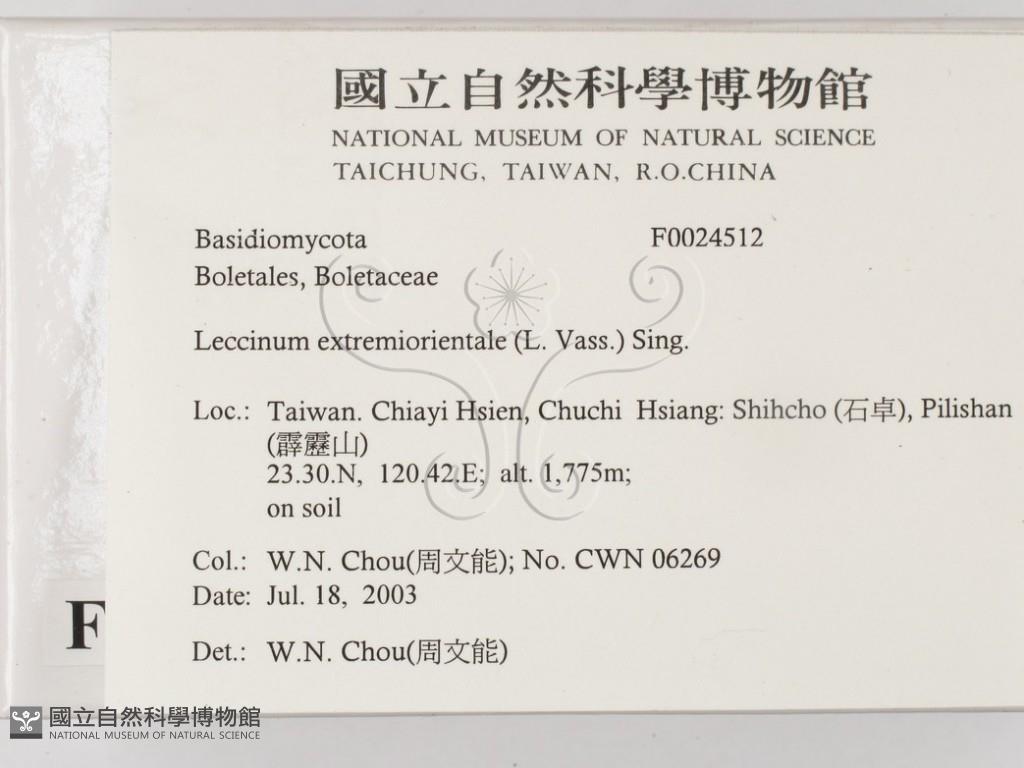 國立自然科學博物館
NATIONAL MUSEUM OF NATURAL SCIENCE
TAICHUNG, TAIWAN, R.O.CHINA
Basidiomycota F0024512
Boletales, Boletaceae
Leccinum extremiorientale (L. Vass.) Sing.
Loc.: Taiwan. Chiayi Hsien, Chuchi Hsiang: Shihcho (石卓), Pilishan
(霹靂山)
23.30.N, 120.42.E; alt. 1,775m;
on soil
Col.: W.N. Chou(周文能); No. CWN 06269
Date: Jul. 18, 2003
F
Det.: W.N. Chou(周文能)
國立自然科學博物館
NATIONAL MUSEUM OF NATURAL SCIENCE